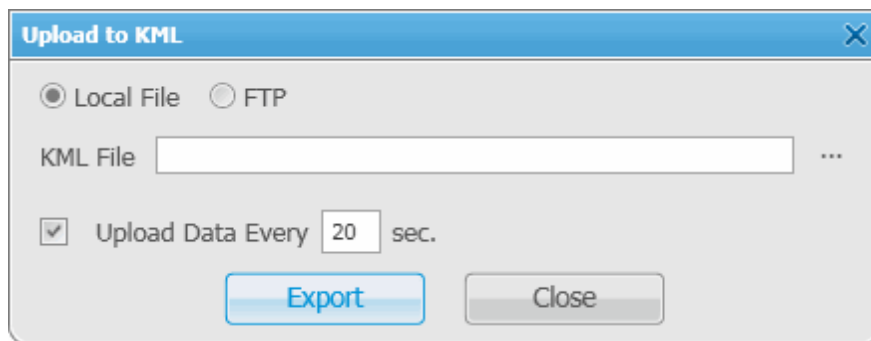 Upload to KML
Local File FTP
KML File ...
Upload Data Every 20 sec.
Export Close